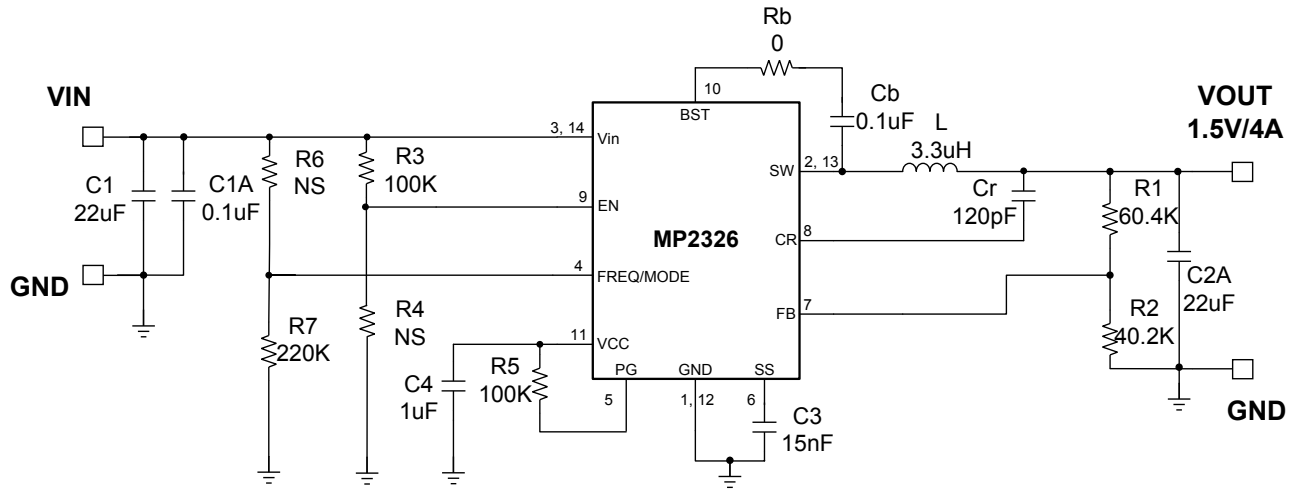 Rb
0
10
BST
Cb
0.1uF
VIN
VOUT
1.5V/4A
3, 14
Vin
L
3.3uH
R6
NS
R3
100K
SW
2, 13
C1
22uF
C1A
0.1uF
Cr
120pF
R1
60.4K
9
EN
MP2326
CR
8
4
FREQ/MODE
GND
C2A
22uF
R7
220K
R4
NS
FB
7
R2
40.2K
11
VCC
R5
100K
PG
GND
SS
C4
1uF
5
1, 12
6
C3
15nF
GND